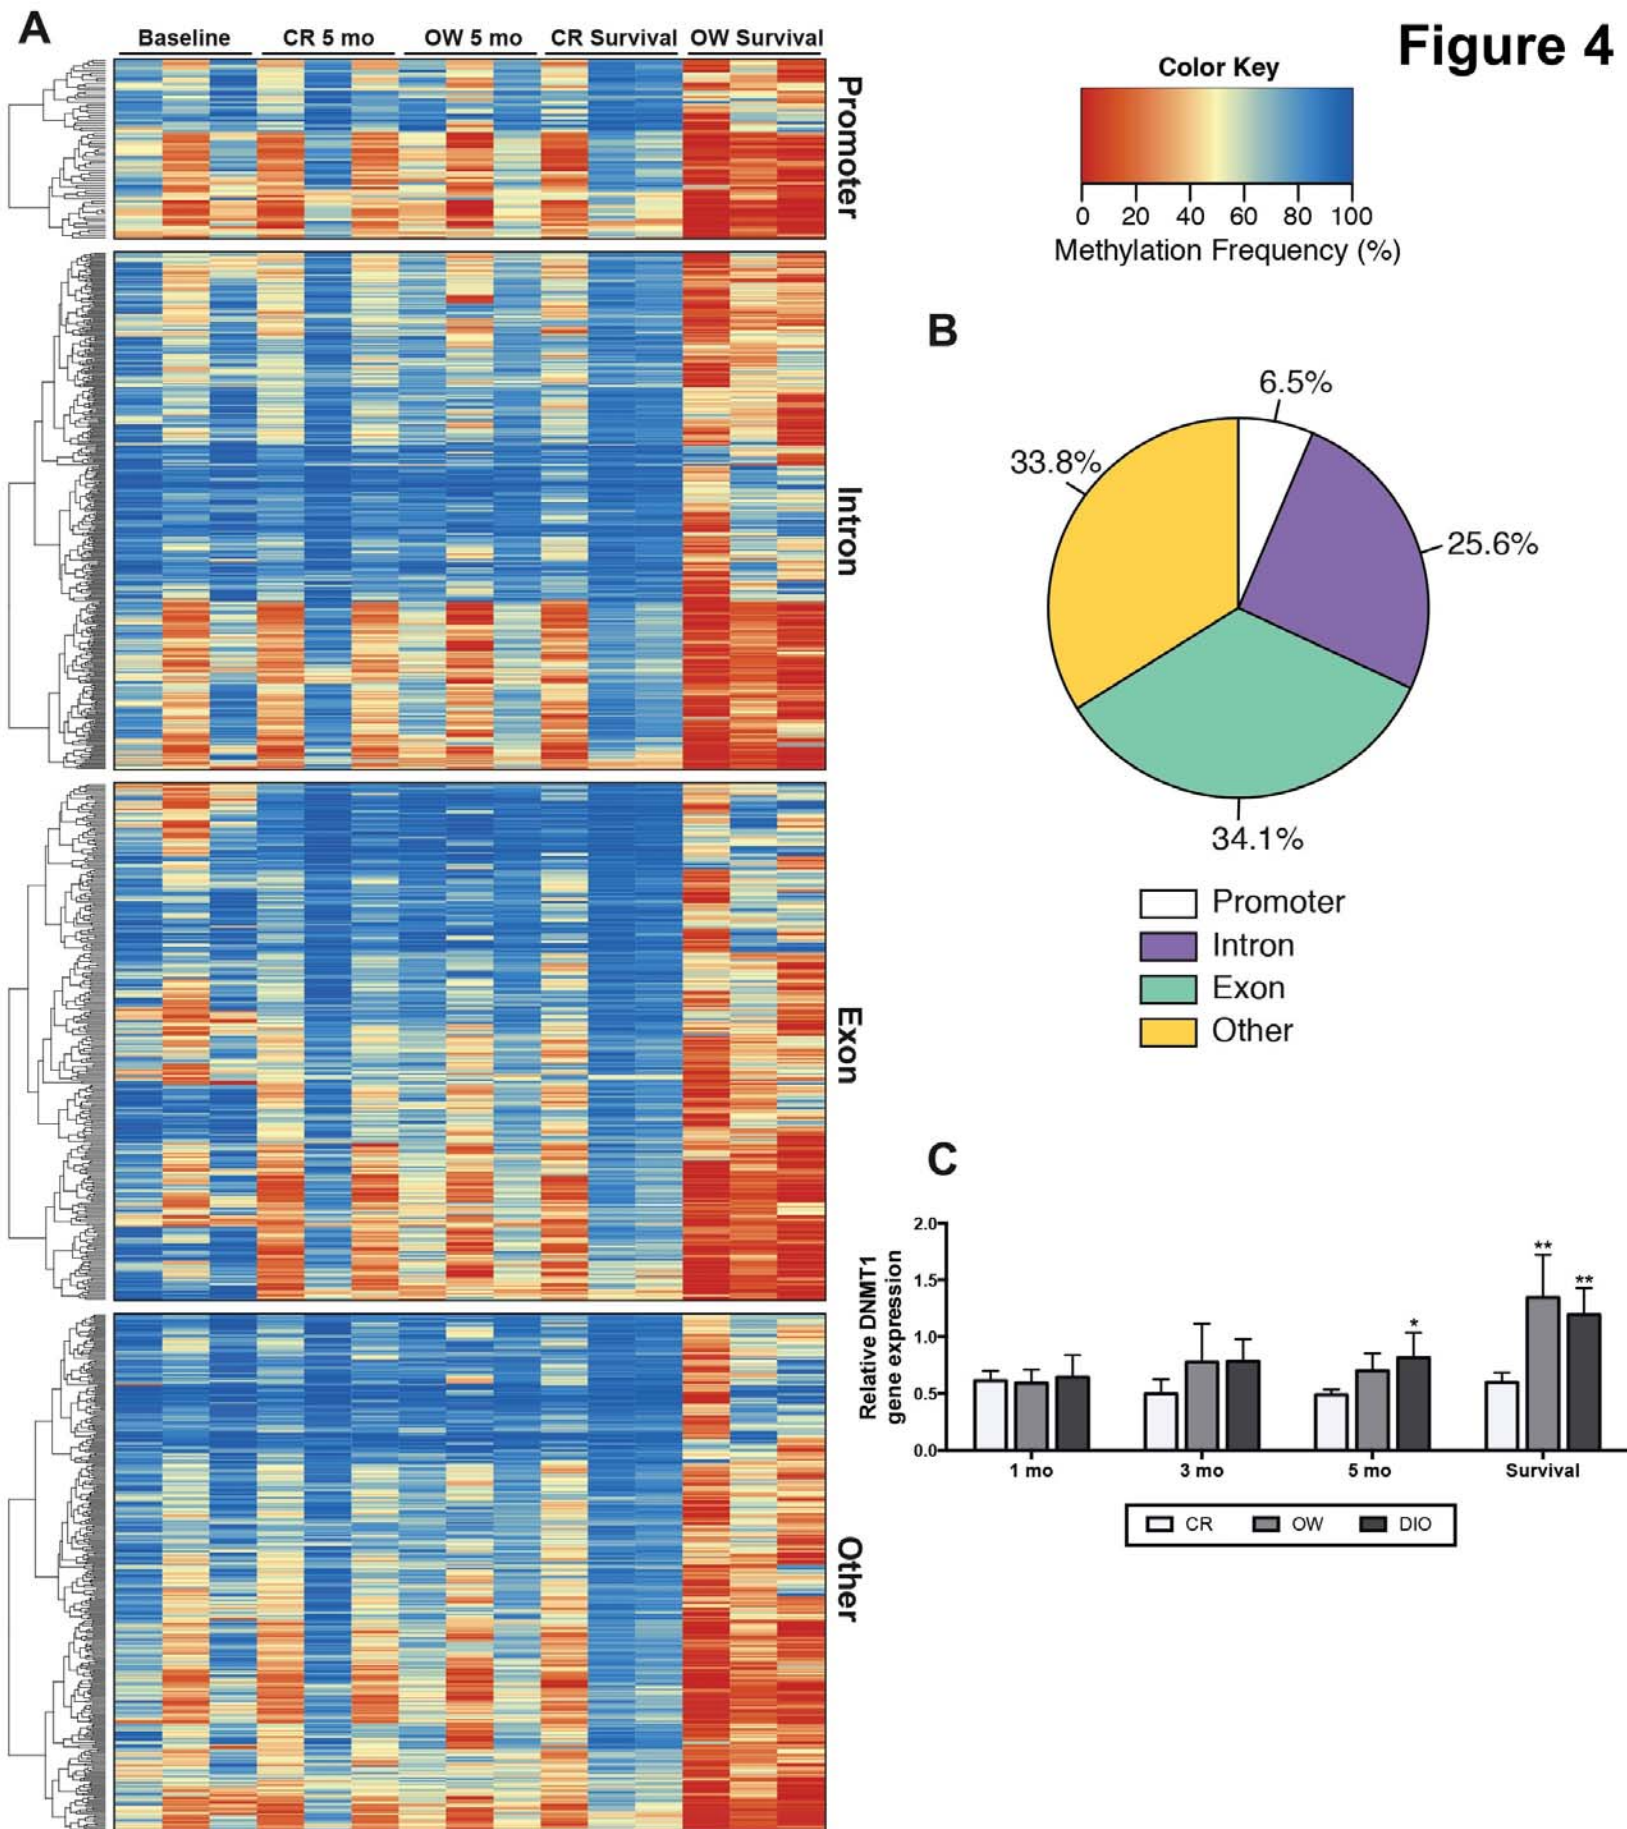 Figure 4
A
Baseline CR 5 mo OW 5 mo CR Survival OW Survival
Promoter
Intron
Exon
Other
Color Key
0 20 40 60 80 100
Methylation Frequency (%)
B
6.5%
33.8%
25.6%
34.1%
Promoter
Intron
Exon
Other
C
Relative DNMT1
gene expression
2.0
1.5
1.0
0.5
0.0
**
**
*
1 mo 3 mo 5 mo Survival
CR OW DIO